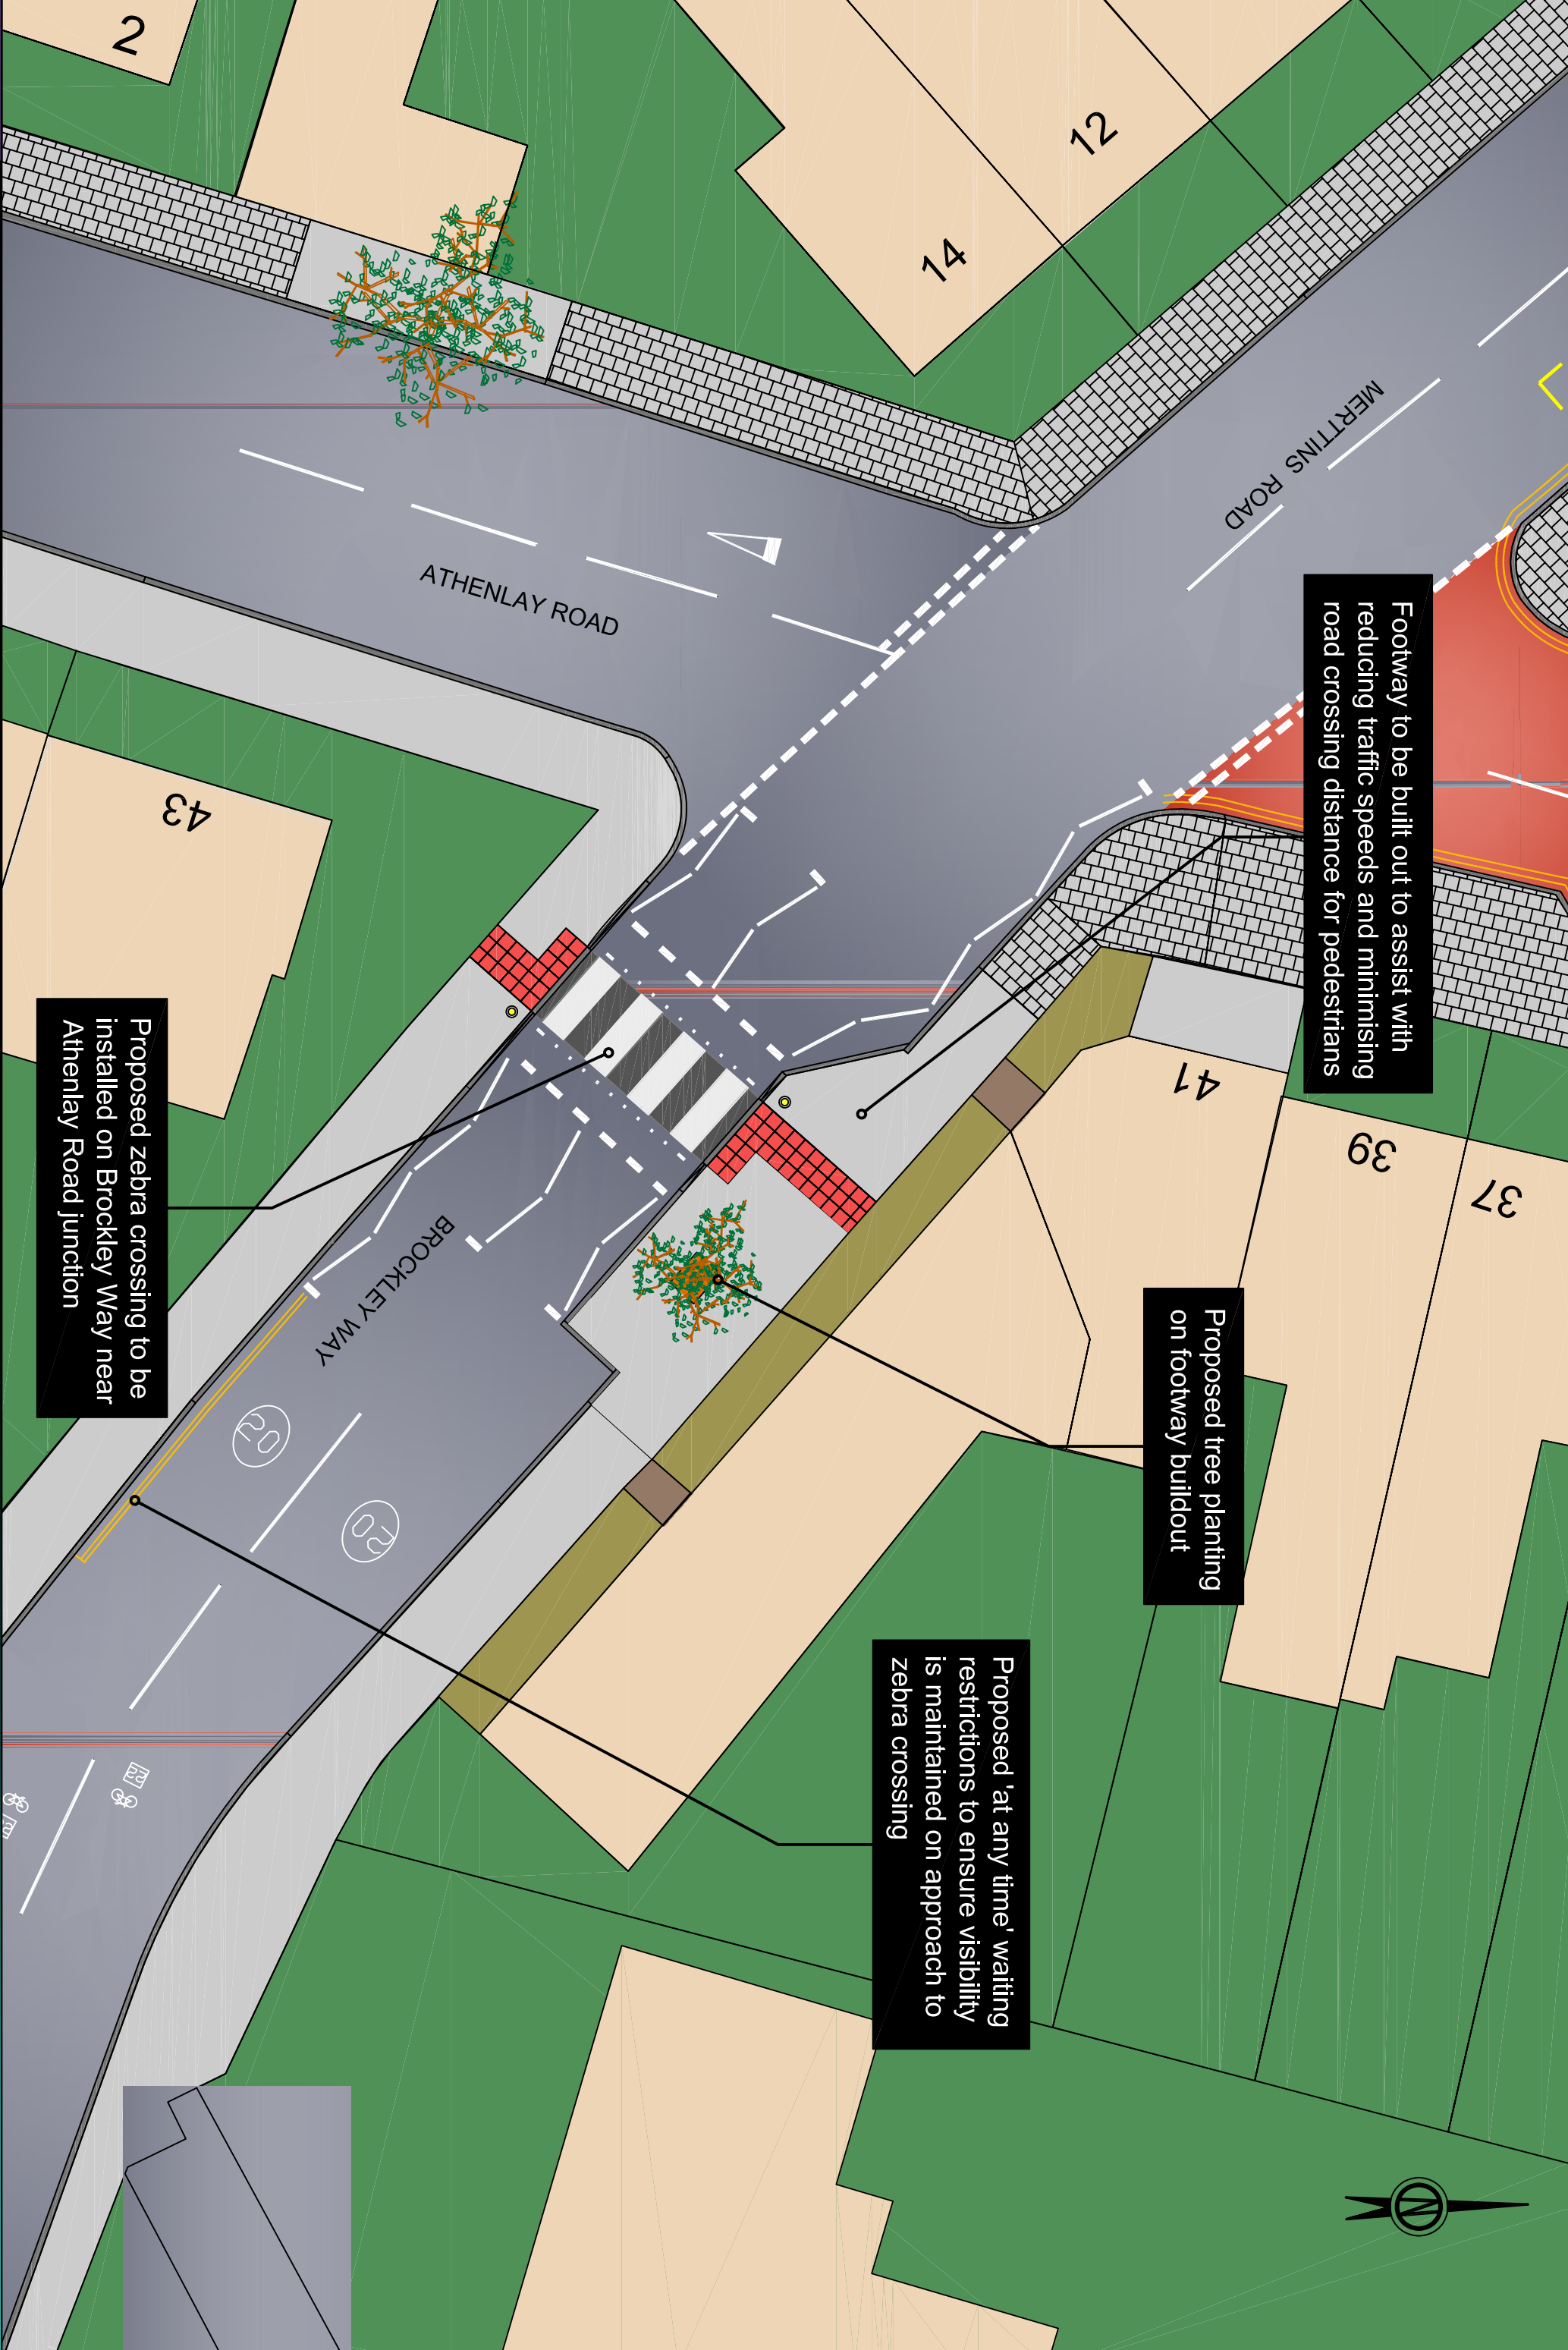 Footway to be built out to assist with
reducing traffic speeds and minimising
road crossing distance for pedestrians
Proposed tree planting
on footway buildout
Proposed 'at any time' waiting
restrictions to ensure visibility
is maintained on approach to
zebra crossing
Proposed zebra crossing to be
installed on Brockley Way near
Athenlay Road junction
MERTTINS ROAD
ATHENLAY ROAD
BROCKLEY WAY
2
12
14
43
41
39
37
20
20
N